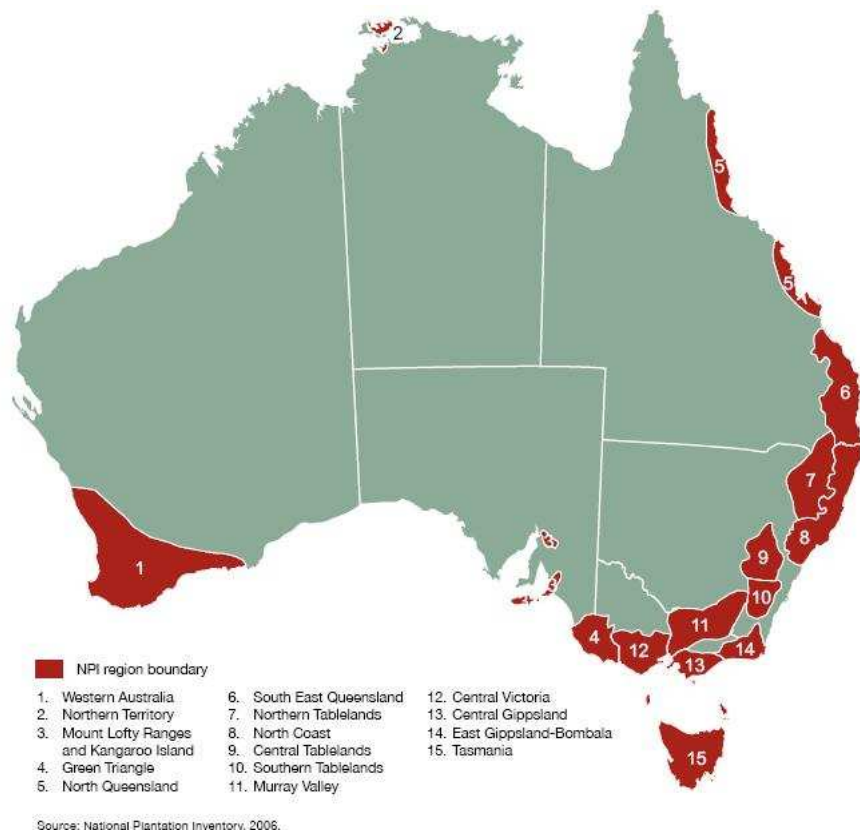 2
5
5
6
7
8
9
10
1
3
3
4
12
11
13
14
15
NPI region boundary
1. Western Australia
2. Northern Territory
3. Mount Lofty Ranges
and Kangaroo Island
4. Green Triangle
5. North Queensland
6. South East Queensland
7. Northern Tablelands
8. North Coast
9. Central Tablelands
10. Southern Tablelands
11. Murray Valley
12. Central Victoria
13. Central Gippsland
14. East Gippsland-Bombala
15. Tasmania
Source: National Plantation Inventory, 2006.